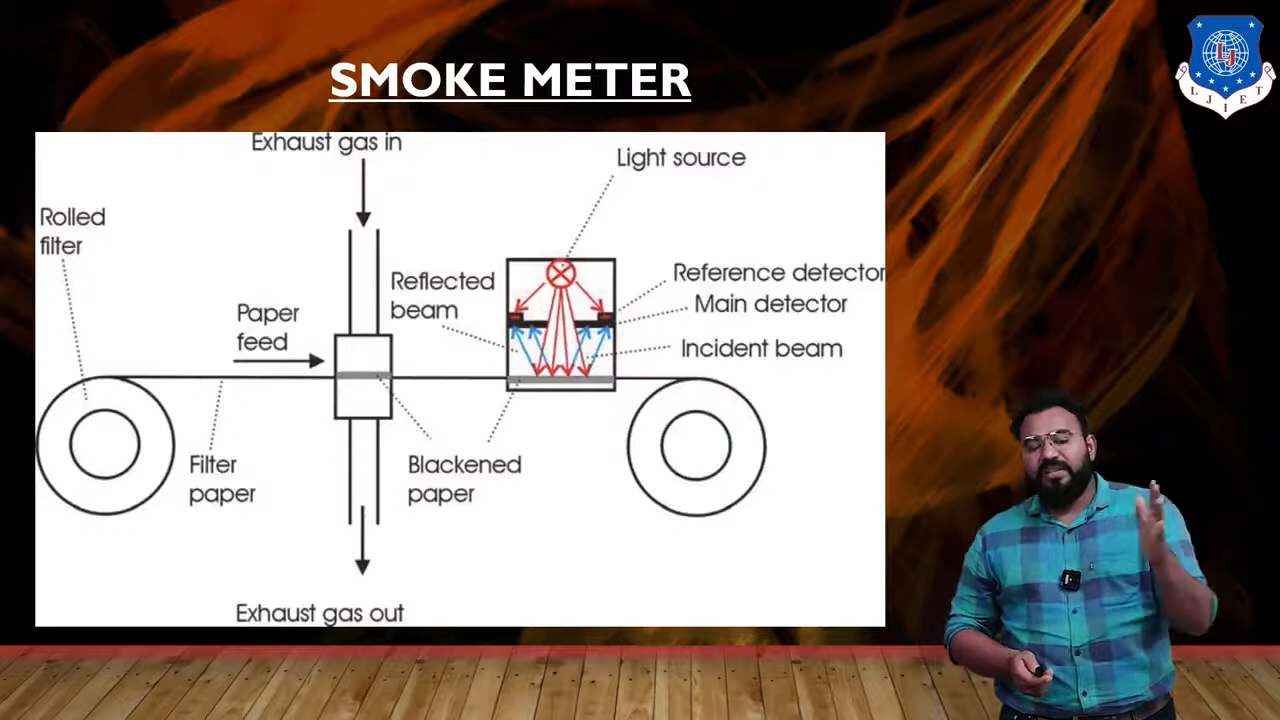 SMOKE METER
LJIET
Exhaust gas in
Light source
Rolled
filter
Reflected
beam
Reference detector
Main detector
Paper
feed
Incident beam
Filter
paper
Blackened
paper
Exhaust gas out